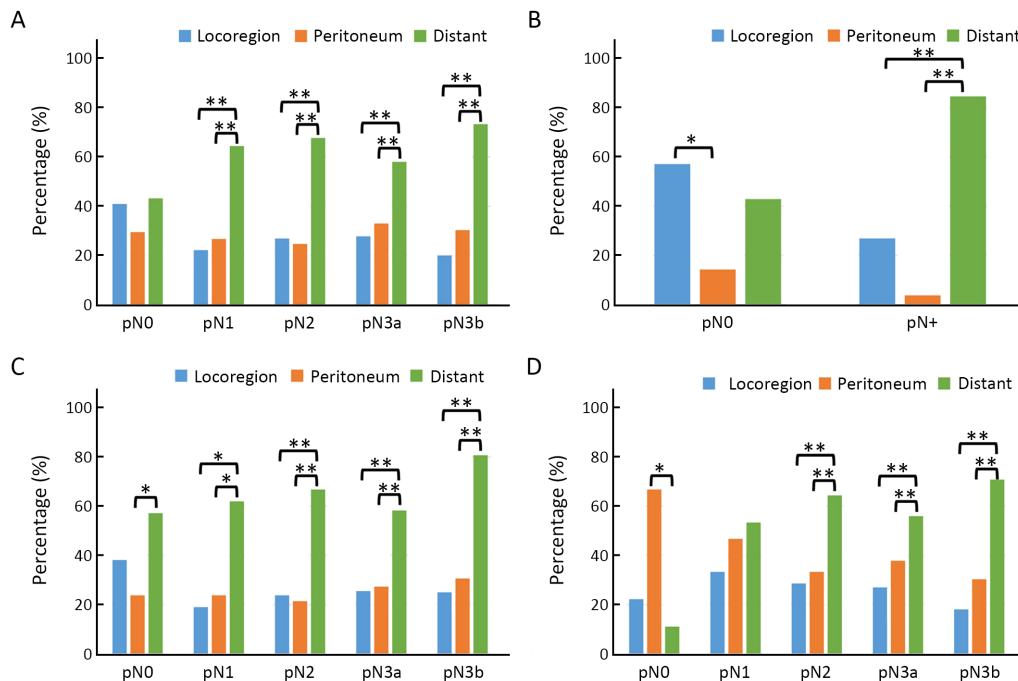 A
Locoregion Peritoneum Distant
Percentage (%)
100
80
60
40
20
0
** ** ** ** ** ** ** **
pN0 pN1 pN2 pN3a pN3b
B
Locoregion Peritoneum Distant
Percentage (%)
100
80
60
40
20
0
* ** **
pN0 pN+
C
Locoregion Peritoneum Distant
Percentage (%)
100
80
60
40
20
0
* * * ** ** ** ** ** **
pN0 pN1 pN2 pN3a pN3b
D
Locoregion Peritoneum Distant
Percentage (%)
100
80
60
40
20
0
* ** ** ** ** ** **
pN0 pN1 pN2 pN3a pN3b